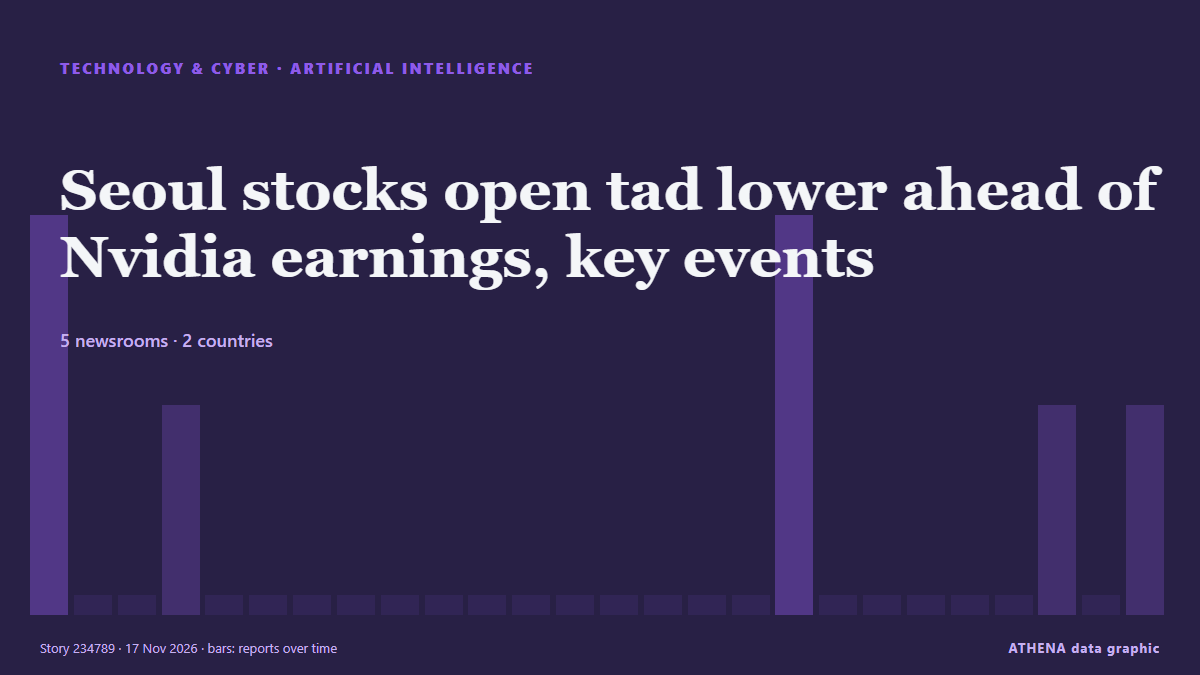 TECHNOLOGY & CYBER · ARTIFICIAL INTELLIGENCE
Seoul stocks open tad lower ahead of
Nvidia earnings, key events
5 newsrooms · 2 countries
Story 234789 · 17 Nov 2026 · bars: reports over time
ATHENA data graphic